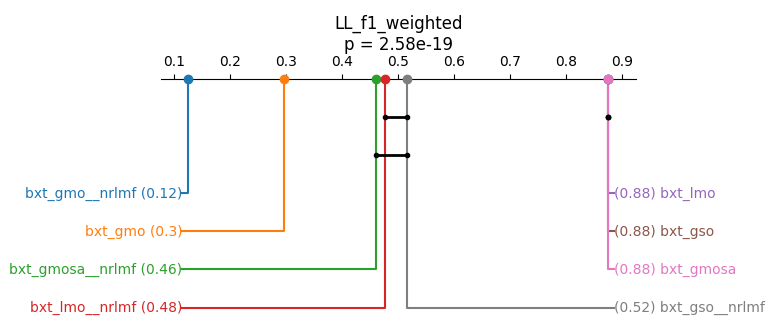 LL_f1_weighted
p = 2.58e-19
0.1 0.2 0.3 0.4 0.5 0.6 0.7 0.8 0.9
bxt_gmo__nrlmf (0.12) (0.88) bxt_lmo
bxt_gmo (0.3) (0.88) bxt_gso
bxt_gmosa__nrlmf (0.46) (0.88) bxt_gmosa
bxt_lmo__nrlmf (0.48) (0.52) bxt_gso__nrlmf